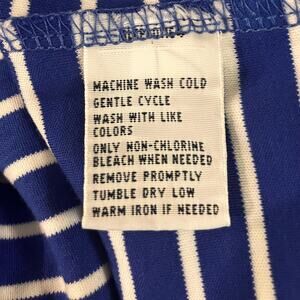 MACHINE WASH COLD
GENTLE CYCLE
WASH WITH LIKE
COLORS
ONLY NON-CHLORINE
BLEACH WHEN NEEDED
REMOVE PROMPTLY
TUMBLE DRY LOW
WARM IRON IF NEEDED